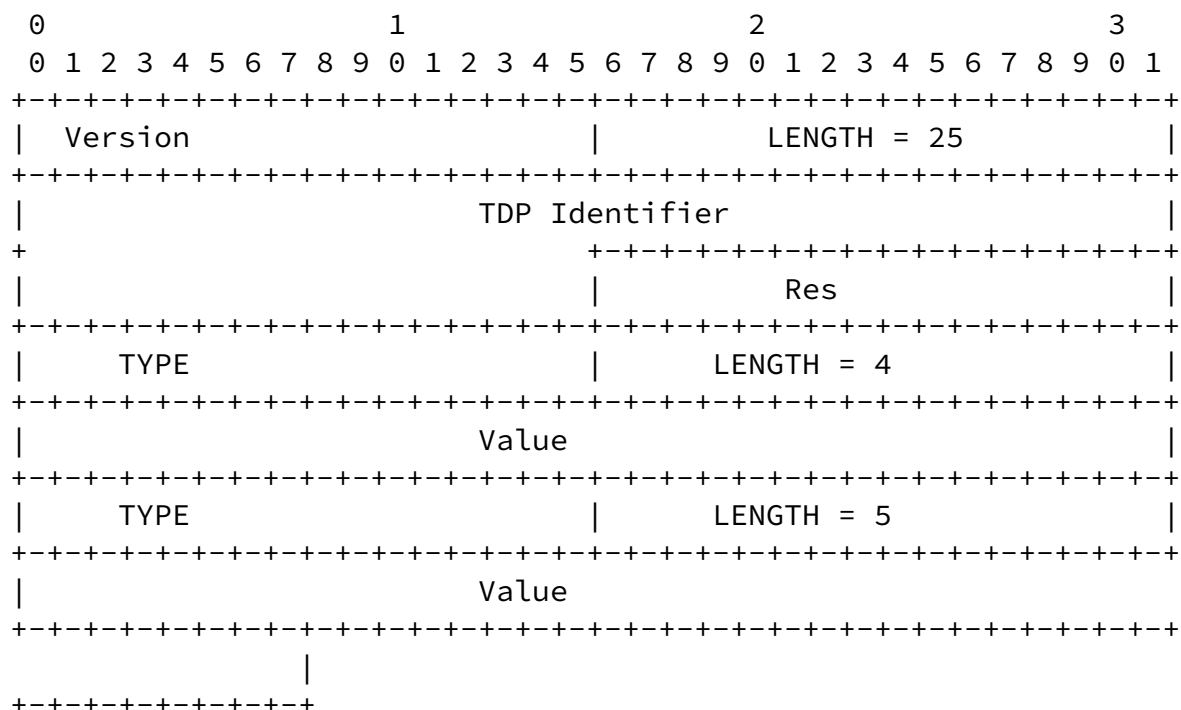 0                   1                   2                   3
 0 1 2 3 4 5 6 7 8 9 0 1 2 3 4 5 6 7 8 9 0 1 2 3 4 5 6 7 8 9 0 1
+-+-+-+-+-+-+-+-+-+-+-+-+-+-+-+-+-+-+-+-+-+-+-+-+-+-+-+-+-+-+-+-+
|  Version                      |         LENGTH = 25           |
+-+-+-+-+-+-+-+-+-+-+-+-+-+-+-+-+-+-+-+-+-+-+-+-+-+-+-+-+-+-+-+-+
|                         TDP Identifier                        |
+                               +-+-+-+-+-+-+-+-+-+-+-+-+-+-+-+-+
|                               |          Res                  |
+-+-+-+-+-+-+-+-+-+-+-+-+-+-+-+-+-+-+-+-+-+-+-+-+-+-+-+-+-+-+-+-+
|     TYPE                      |      LENGTH = 4               |
+-+-+-+-+-+-+-+-+-+-+-+-+-+-+-+-+-+-+-+-+-+-+-+-+-+-+-+-+-+-+-+-+
|                         Value                                 |
+-+-+-+-+-+-+-+-+-+-+-+-+-+-+-+-+-+-+-+-+-+-+-+-+-+-+-+-+-+-+-+-+
|     TYPE                      |      LENGTH = 5               |
+-+-+-+-+-+-+-+-+-+-+-+-+-+-+-+-+-+-+-+-+-+-+-+-+-+-+-+-+-+-+-+-+
|                         Value
+-+-+-+-+-+-+-+-+-+-+-+-+-+-+-+-+-+-+-+-+-+-+-+-+-+-+-+-+-+-+-+-+
                |
+-+-+-+-+-+-+-+-+